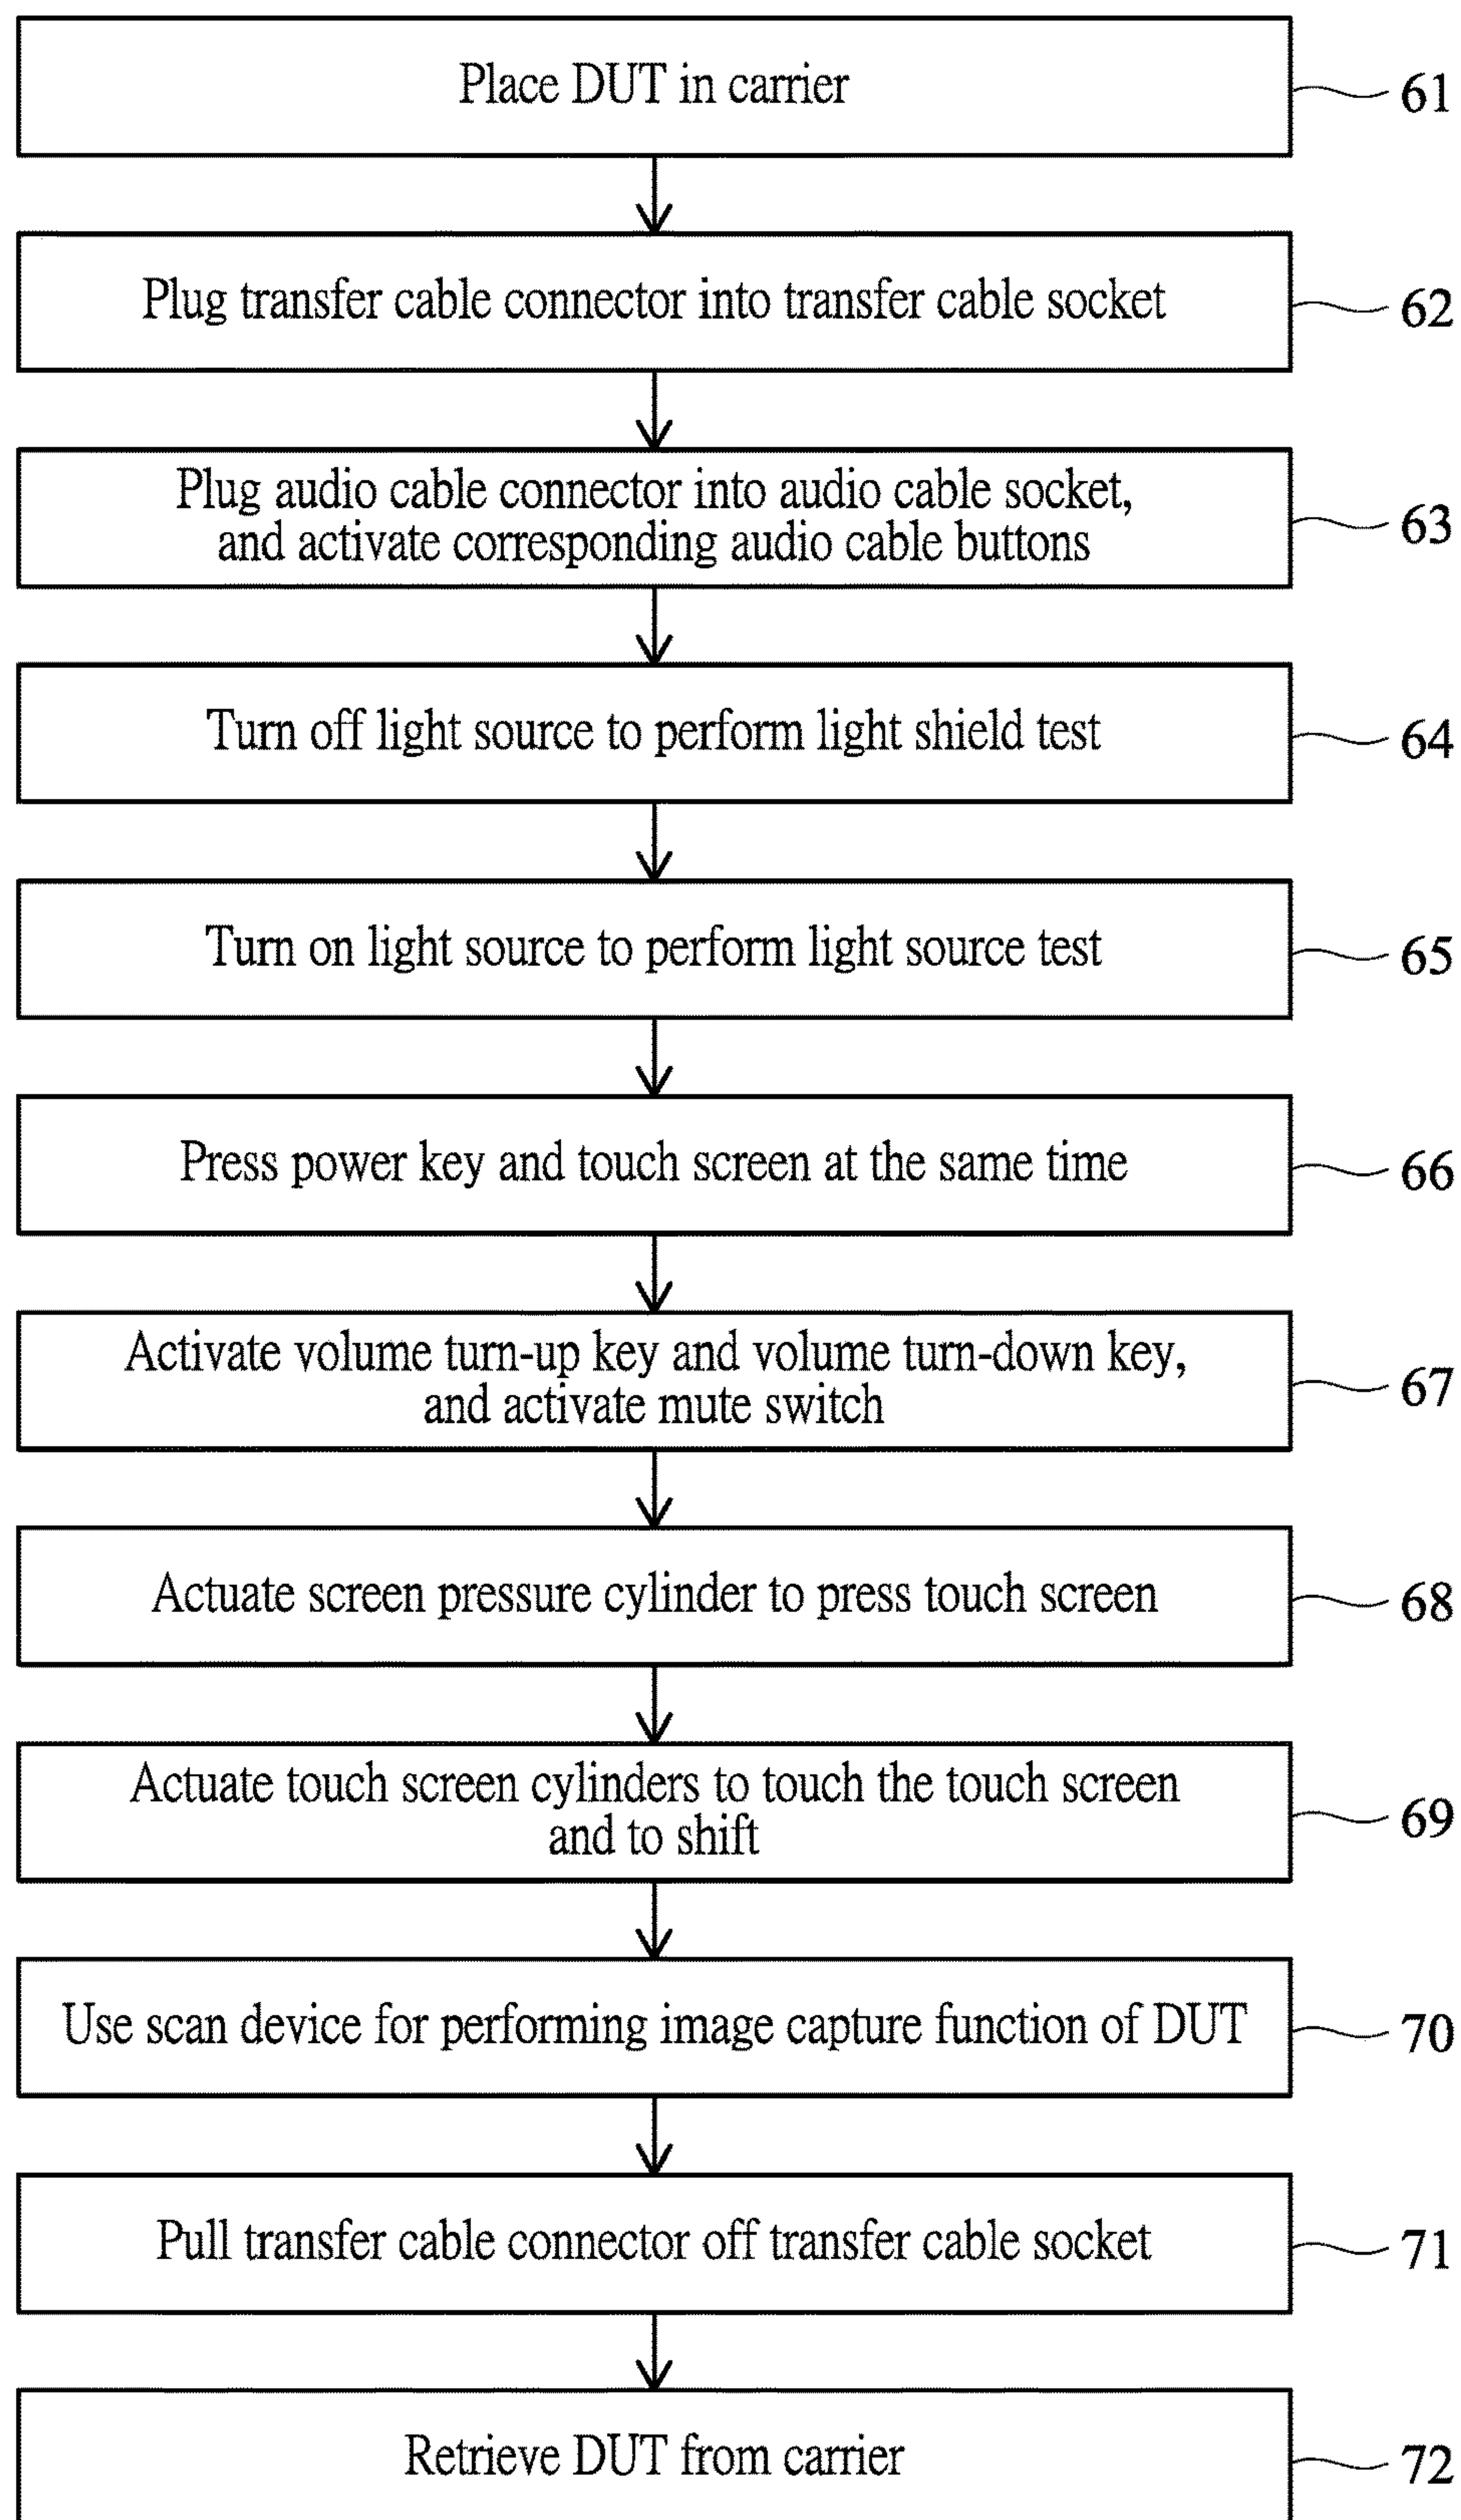 Place DUT in carrier
61
Plug transfer cable connector into transfer cable socket
62
Plug audio cable connector into audio cable socket,
and activate corresponding audio cable buttons
63
Turn off light source to perform light shield test
64
Turn on light source to perform light source test
65
Press power key and touch screen at the same time
66
Activate volume turn-up key and volume turn-down key,
and activate mute switch
67
Actuate screen pressure cylinder to press touch screen
68
Actuate touch screen cylinders to touch the touch screen
and to shift
69
Use scan device for performing image capture function of DUT
70
Pull transfer cable connector off transfer cable socket
71
Retrieve DUT from carrier
72